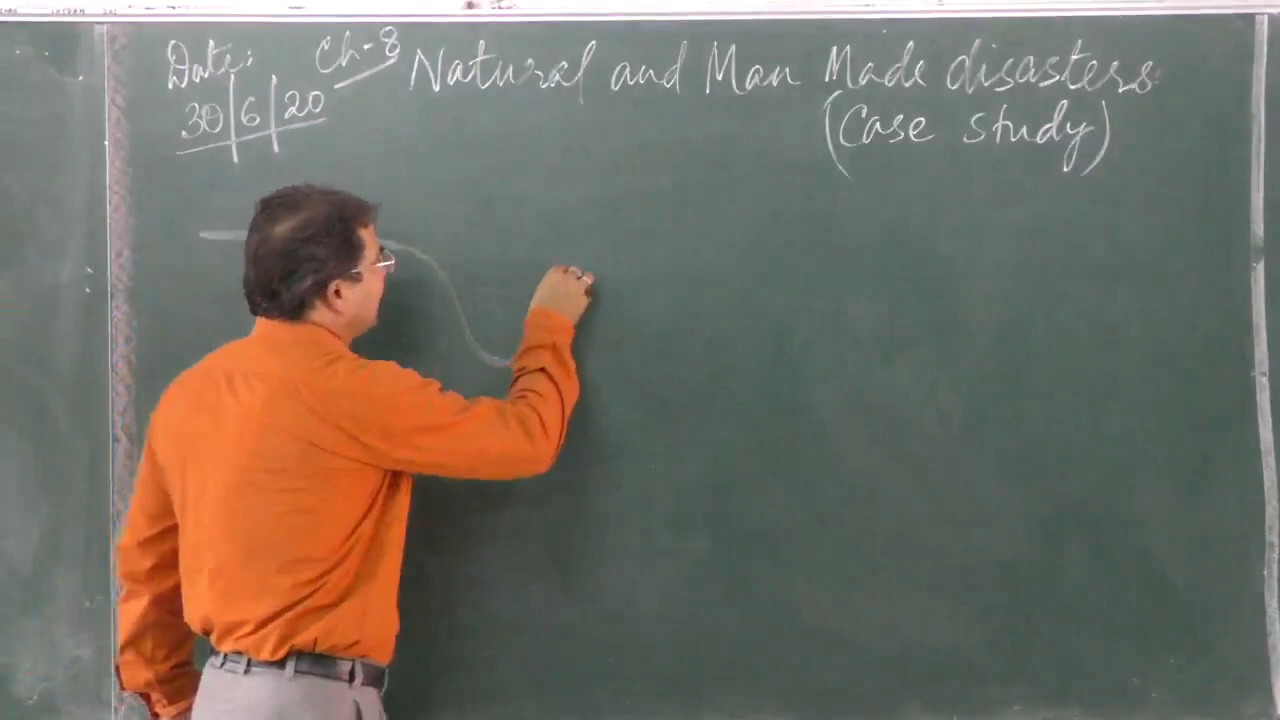 Date: Ch-8 Natural and Man Made disasters
30|6|20 (Case study)